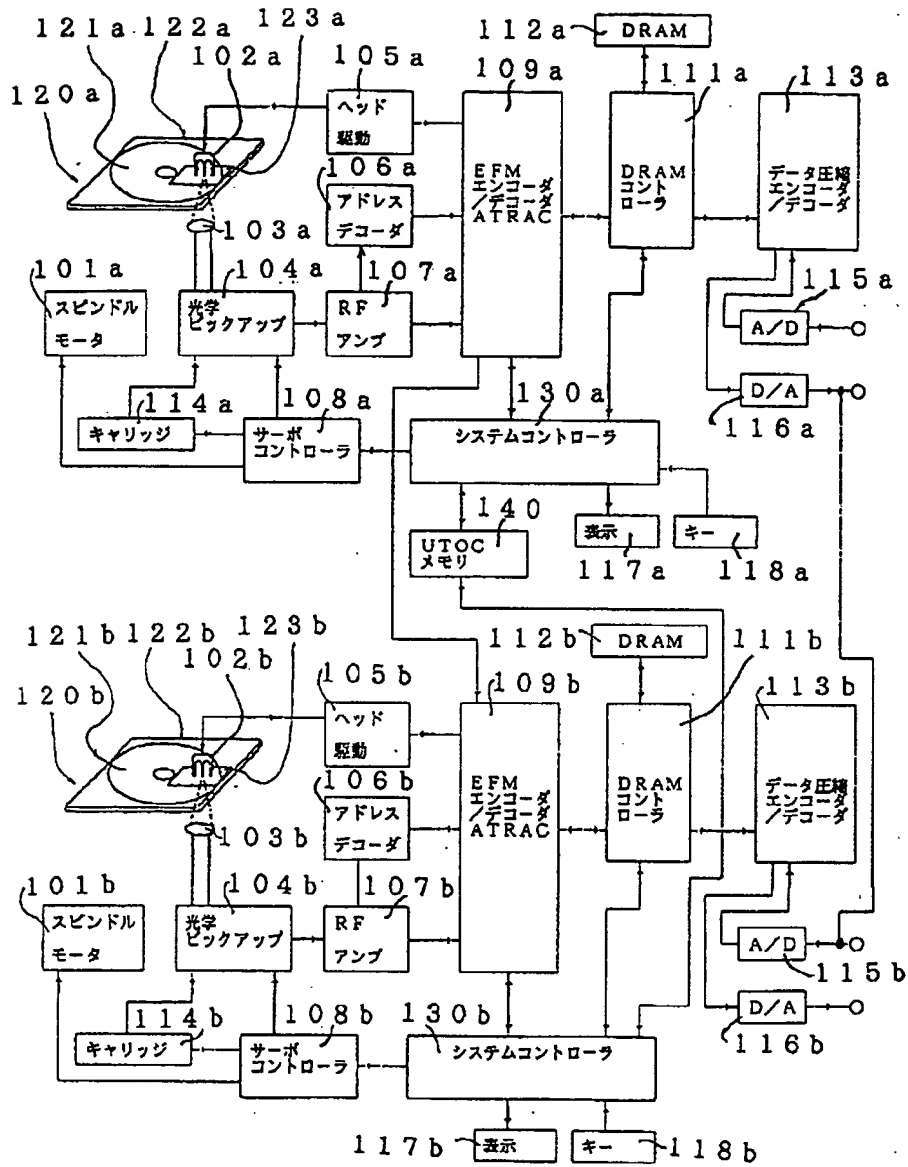 121a
122a
123a
102a
105a
109a
112a
DRAM
111a
113a
120a
ヘッド
駆動
106a
アドレス
デコーダ
EFM
エンコーダ
/デコーダ
ATRAC
DRAM
コント
ローラ
データ圧縮
エンコーダ
/デコーダ
103a
101a
スピンドル
モータ
104a
光学
ピックアップ
107a
RF
アンプ
115a
A/D
D/A
116a
114a
キャリッジ
108a
サーボ
コントローラ
130a
システムコントローラ
140
UTOC
メモリ
表示
117a
キー
118a
121b
122b
123b
102b
105b
109b
112b
DRAM
111b
113b
120b
ヘッド
駆動
106b
アドレス
デコーダ
EFM
エンコーダ
/デコーダ
ATRAC
DRAM
コント
ローラ
データ圧縮
エンコーダ
/デコーダ
103b
101b
スピンドル
モータ
104b
光学
ピックアップ
107b
RF
アンプ
A/D
115b
D/A
116b
114b
キャリッジ
108b
サーボ
コントローラ
130b
システムコントローラ
117b
表示
キー
118b